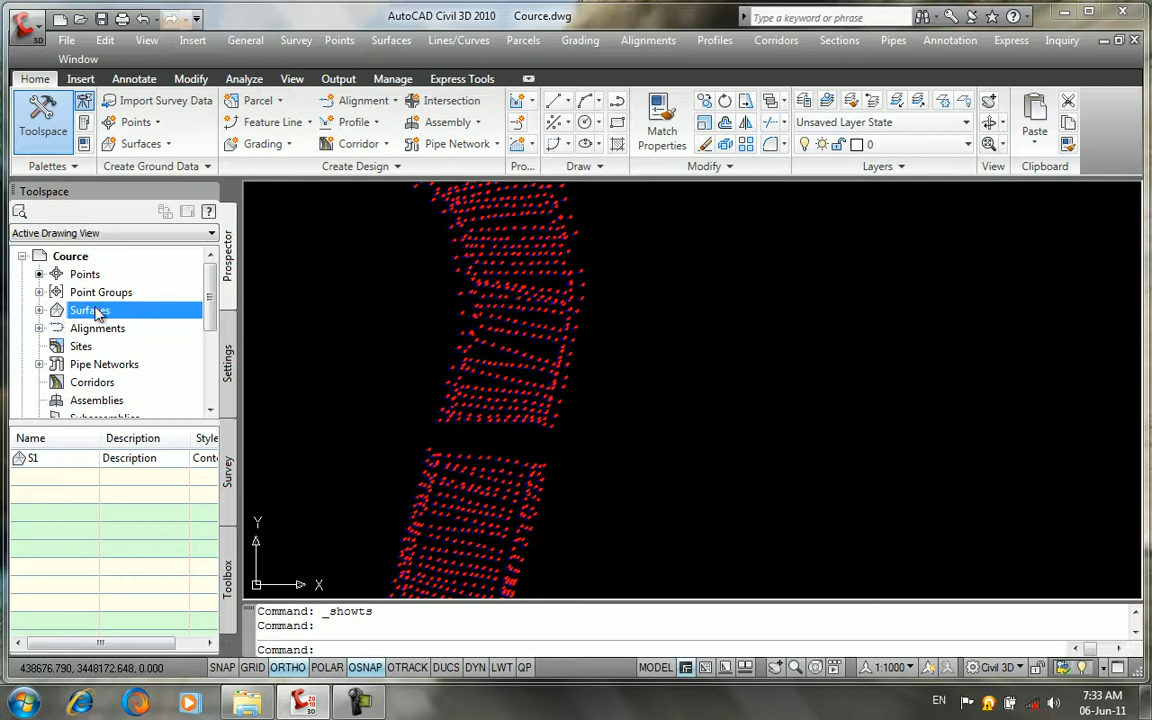 AutoCAD Civil 3D 2010 Cource.dwg Type a keyword or phrase
File Edit View Insert General Survey Points Surfaces Lines/Curves Parcels Grading Alignments Profiles Corridors Sections Pipes Annotation Express Inquiry
Window
Home Insert Annotate Modify Analyze View Output Manage Express Tools
Import Survey Data Parcel Alignment Intersection Unsaved Layer State
Toolspace Points Feature Line Profile Assembly Match Properties Paste
Surfaces Grading Corridor Pipe Network 0
Palettes Create Ground Data Create Design Pro... Draw Modify Layers View Clipboard
Toolspace
Active Drawing View
Cource
Points
Point Groups
Surfaces
Alignments
Sites
Pipe Networks
Corridors
Assemblies
Subassemblies
Prospector
Settings
Survey
Toolbox
Name Description Style
S1 Description Conto
Y
X
Command: _showts
Command:
Command:
438676.790, 3448172.648, 0.000 SNAP GRID ORTHO POLAR OSNAP OTRACK DUCS DYN LWT QP MODEL 1:1000 Civil 3D
EN 7:33 AM
06-Jun-11